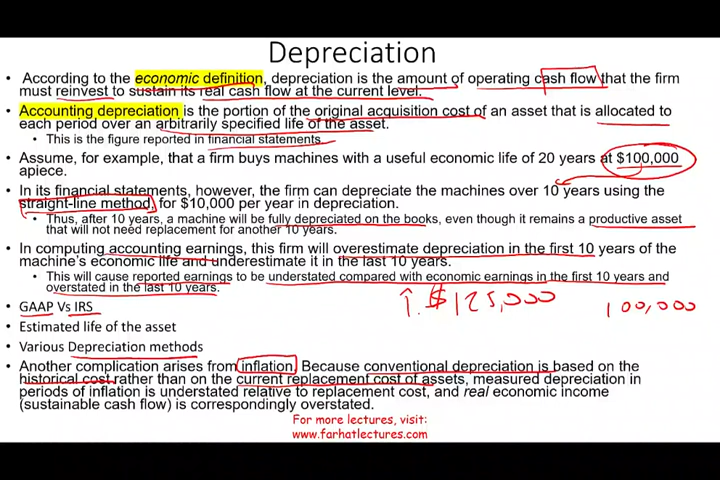 Depreciation
• According to the economic definition, depreciation is the amount of operating cash flow that the firm
must reinvest to sustain its real cash flow at the current level.
• Accounting depreciation is the portion of the original acquisition cost of an asset that is allocated to
each period over an arbitrarily specified life of the asset.
• This is the figure reported in financial statements.
• Assume, for example, that a firm buys machines with a useful economic life of 20 years at $100,000
apiece.
• In its financial statements, however, the firm can depreciate the machines over 10 years using the
straight-line method, for $10,000 per year in depreciation.
• Thus, after 10 years, a machine will be fully depreciated on the books, even though it remains a productive asset
that will not need replacement for another 10 years.
• In computing accounting earnings, this firm will overestimate depreciation in the first 10 years of the
machine's economic life and underestimate it in the last 10 years.
• This will cause reported earnings to be understated compared with economic earnings in the first 10 years and
overstated in the last 10 years.
↑. $125,000 100,000
• GAAP Vs IRS
• Estimated life of the asset
• Various Depreciation methods
• Another complication arises from inflation. Because conventional depreciation is based on the
historical cost rather than on the current replacement cost of assets, measured depreciation in
periods of inflation is understated relative to replacement cost, and real economic income
(sustainable cash flow) is correspondingly overstated.
For more lectures, visit:
www.farhatlectures.com